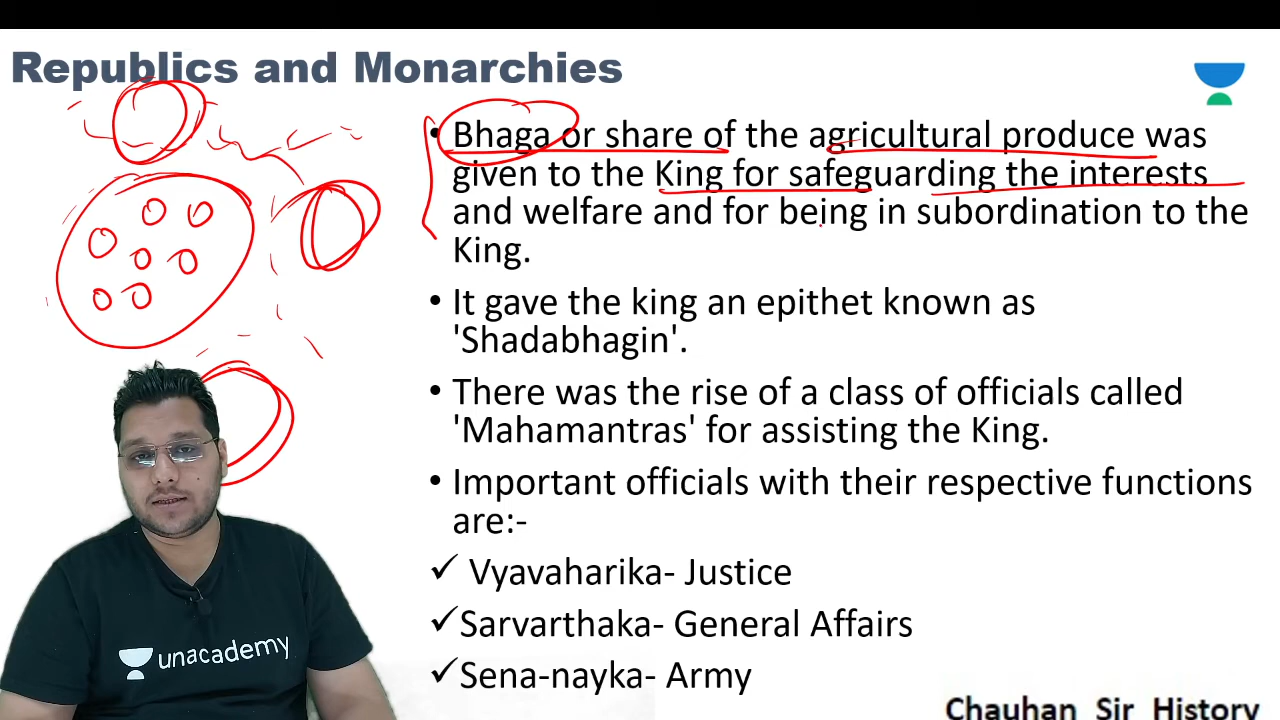 Republics and Monarchies
• Bhaga or share of the agricultural produce was
given to the King for safeguarding the interests
and welfare and for being in subordination to the
King.
• It gave the king an epithet known as
'Shadabhagin'.
• There was the rise of a class of officials called
'Mahamantras' for assisting the King.
• Important officials with their respective functions
are:-
✓ Vyavaharika- Justice
✓Sarvarthaka- General Affairs
✓Sena-nayka- Army
unacademy
Chauhan Sir History